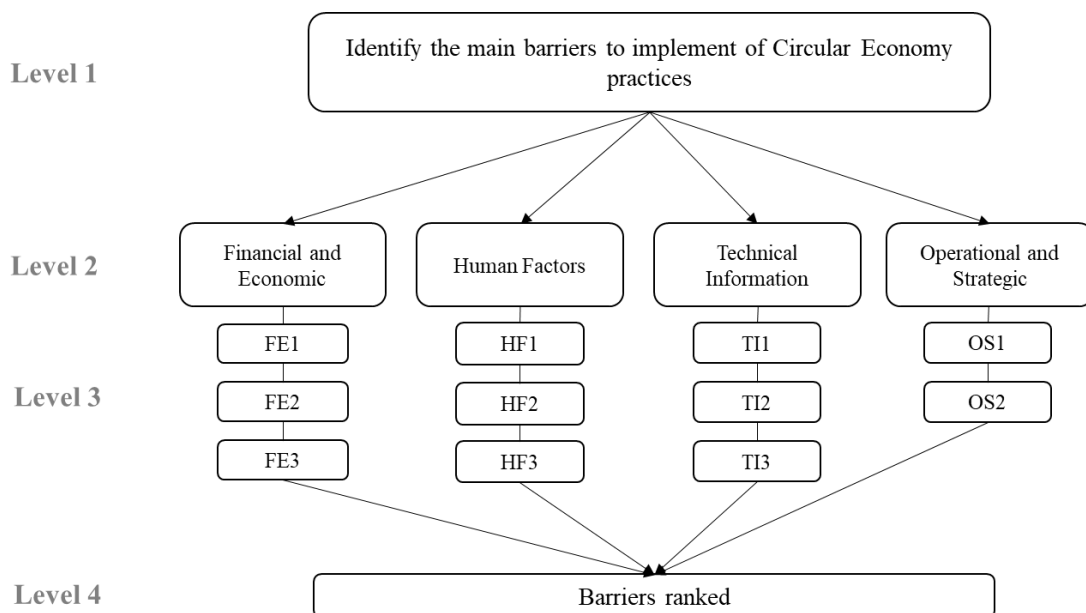 Level 1
Identify the main barriers to implement of Circular Economy
practices
Level 2
Financial and
Economic
Human Factors
Technical
Information
Operational and
Strategic
Level 3
FE1
HF1
TI1
OS1
FE2
HF2
TI2
OS2
FE3
HF3
TI3
Level 4
Barriers ranked